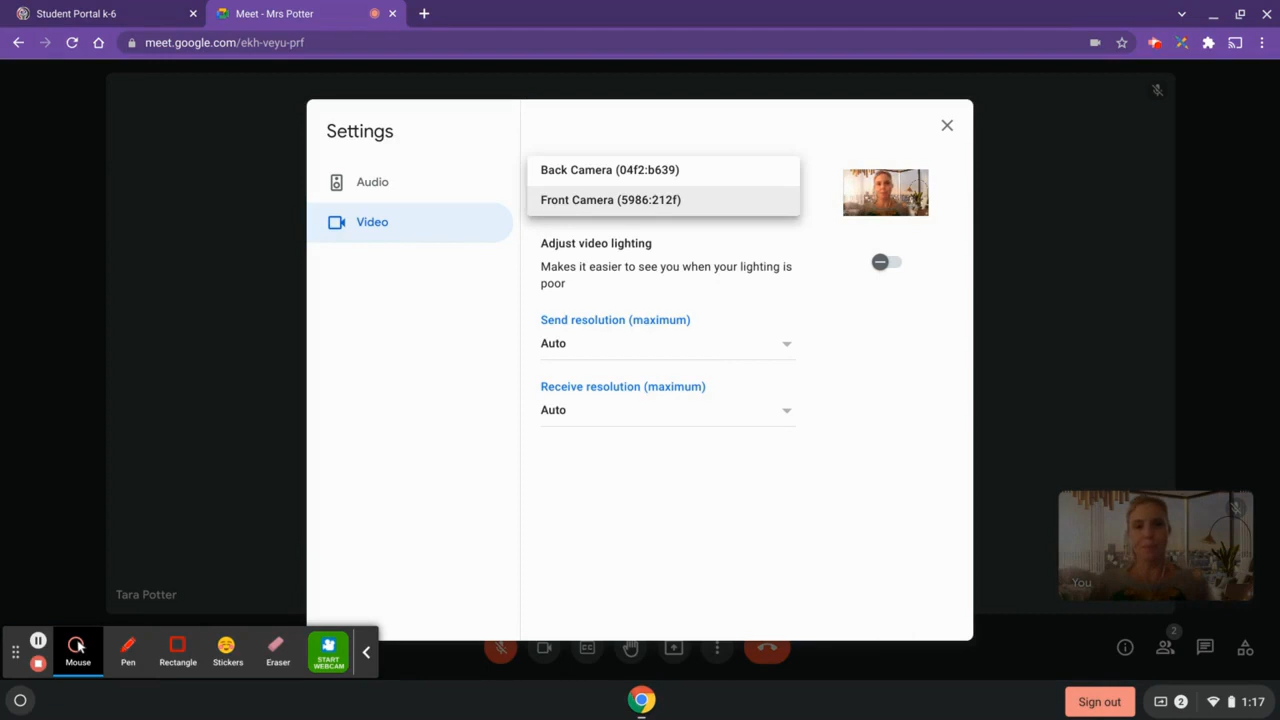 Student Portal k-6
Meet - Mrs Potter
meet.google.com/ekh-veyu-prf
Settings
Audio
Video
Back Camera (04f2:b639)
Front Camera (5986:212f)
Adjust video lighting
Makes it easier to see you when your lighting is
poor
Send resolution (maximum)
Auto
Receive resolution (maximum)
Auto
Tara Potter
You
Mouse
Pen
Rectangle
Stickers
Eraser
START
WEBCAM
CC
2
Sign out
2
1:17